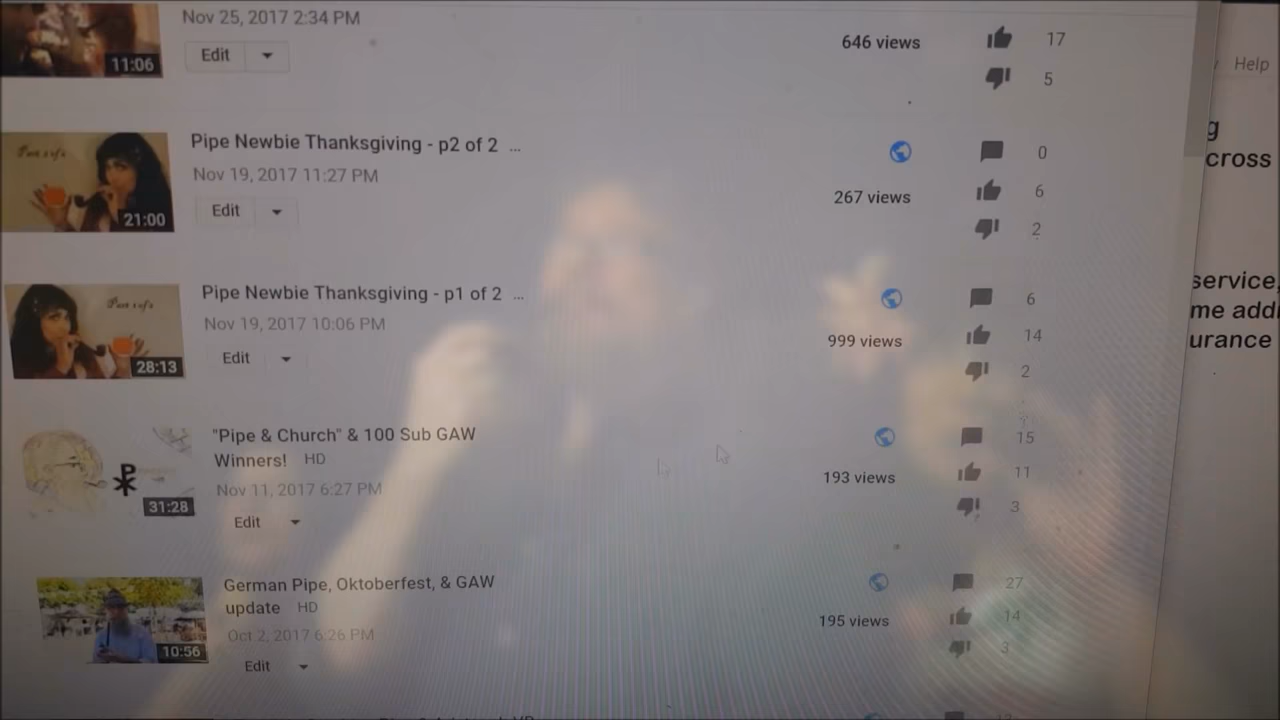 Nov 25, 2017 2:34 PM
11:06
Edit
646 views
17
5
Help
g
cross
Pipe Newbie Thanksgiving - p2 of 2 ...
Nov 19, 2017 11:27 PM
21:00
Edit
267 views
0
6
2
Pipe Newbie Thanksgiving - p1 of 2 ...
Nov 19, 2017 10:06 PM
28:13
Edit
999 views
6
14
2
service,
me addi
urance
"Pipe & Church" & 100 Sub GAW
Winners! HD
Nov 11, 2017 6:27 PM
31:28
Edit
193 views
15
11
3
German Pipe, Oktoberfest, & GAW
update HD
Oct 2, 2017 6:26 PM
10:56
Edit
195 views
27
14
3